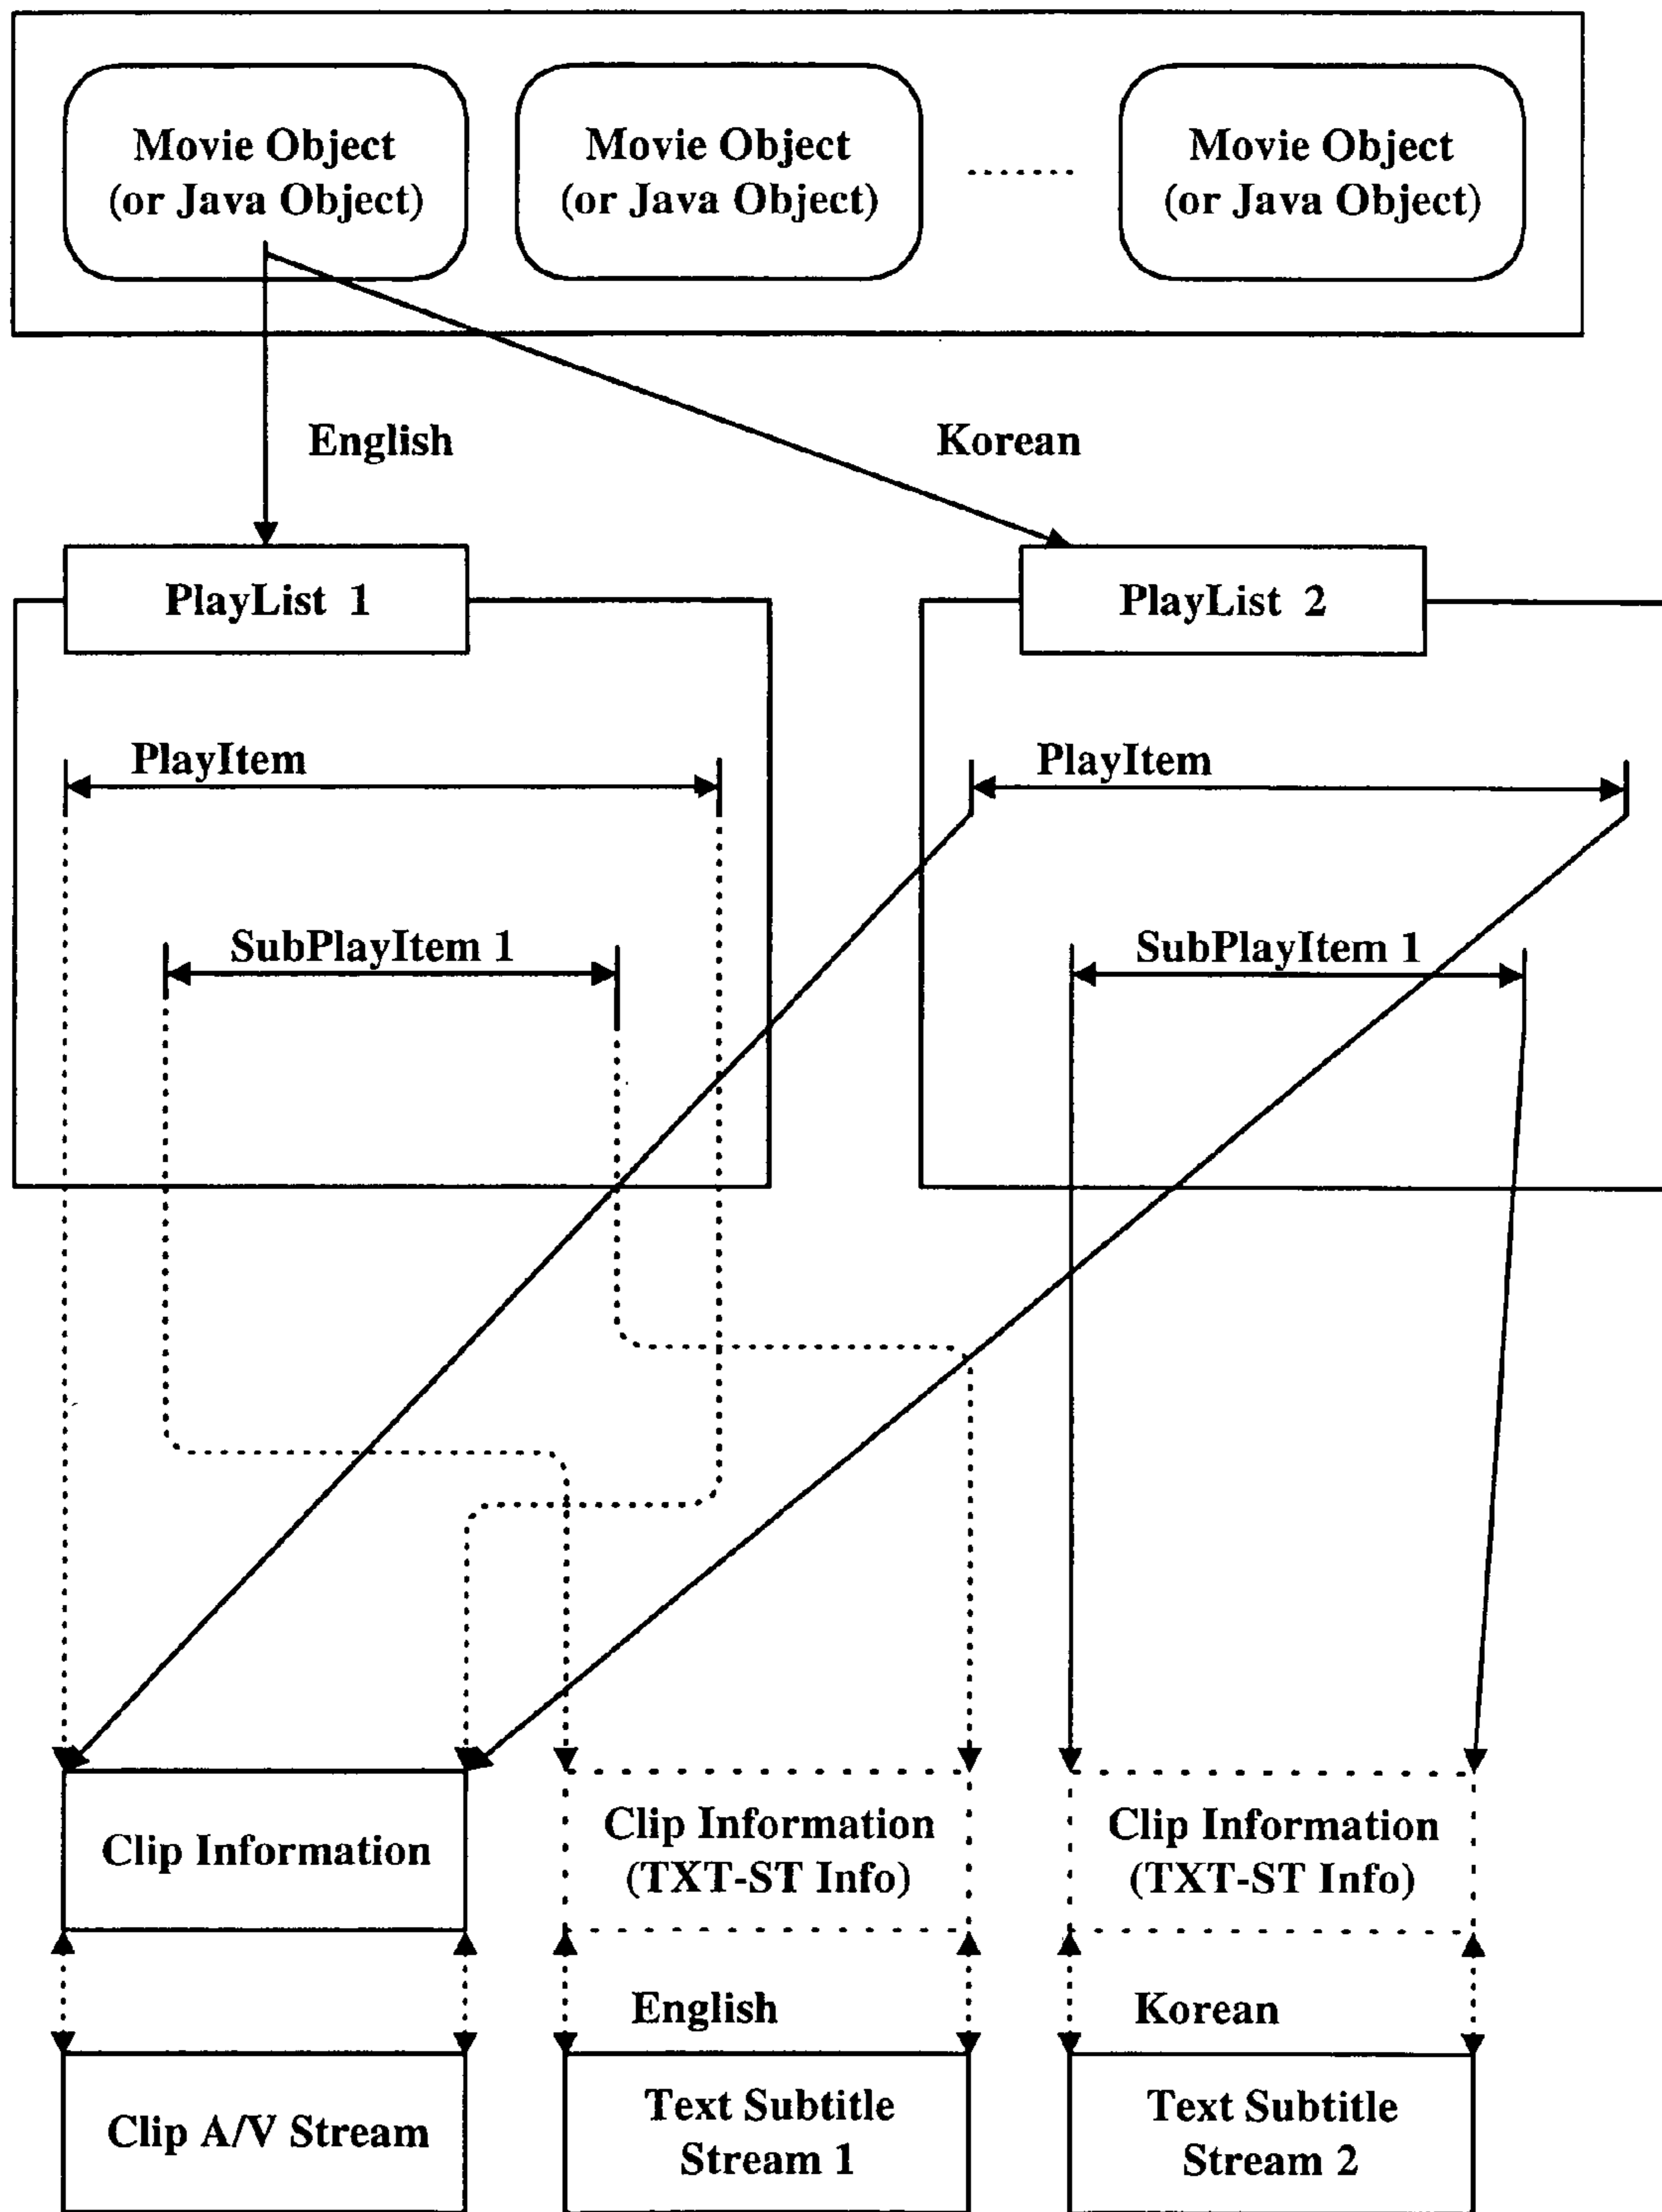 Movie Object
(or Java Object)
Movie Object
(or Java Object)
Movie Object
(or Java Object)
English
Korean
PlayList 1
PlayList 2
PlayItem
PlayItem
SubPlayItem 1
SubPlayItem 1
Clip Information
Clip Information
(TXT-ST Info)
Clip Information
(TXT-ST Info)
English
Korean
Clip A/V Stream
Text Subtitle
Stream 1
Text Subtitle
Stream 2